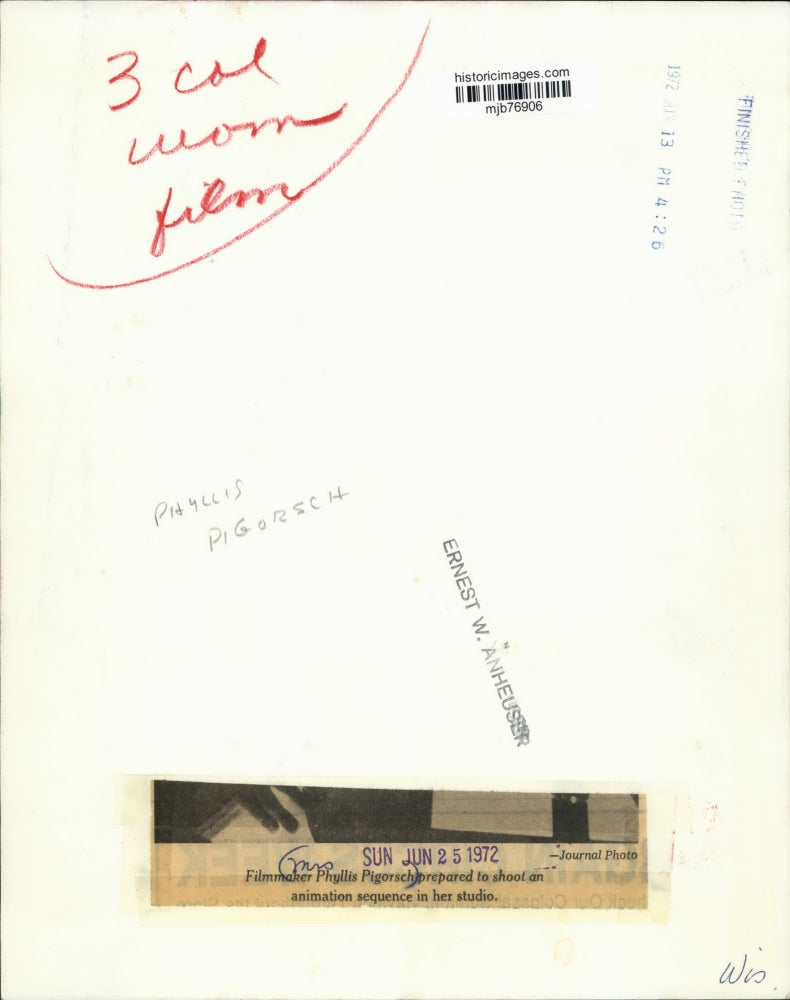 3 col
wom
film
historicimages.com
mjb76906
1972 JUN 13 PM 4:26
FINISHED PHOTO
PHYLLIS
PIGORSCH
ERNEST W. ANHEUSER
SUN JUN 25 1972
—Journal Photo
(Mrs
Filmmaker Phyllis Pigorsch prepared to shoot an
animation sequence in her studio.
Wis.